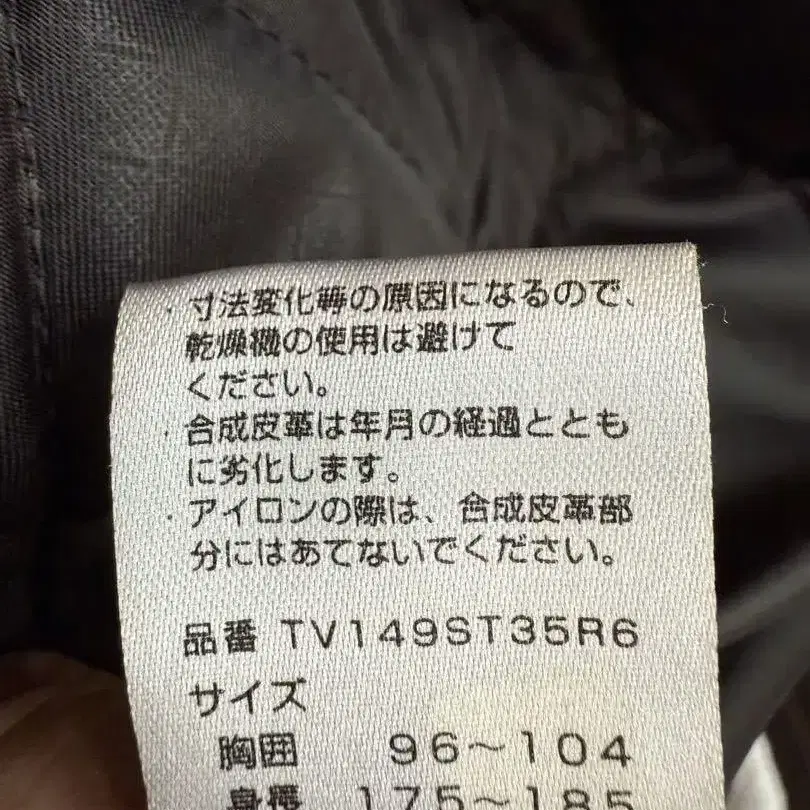 ・寸法変化等の原因になるので、
乾燥機の使用は避けて
ください。
・合成皮革は年月の経過ととも
に劣化します。
・アイロンの際は、合成皮革部
分にはあてないでください。
品番 TV149ST35R6
サイズ
胸囲 96～104
身長 175～185